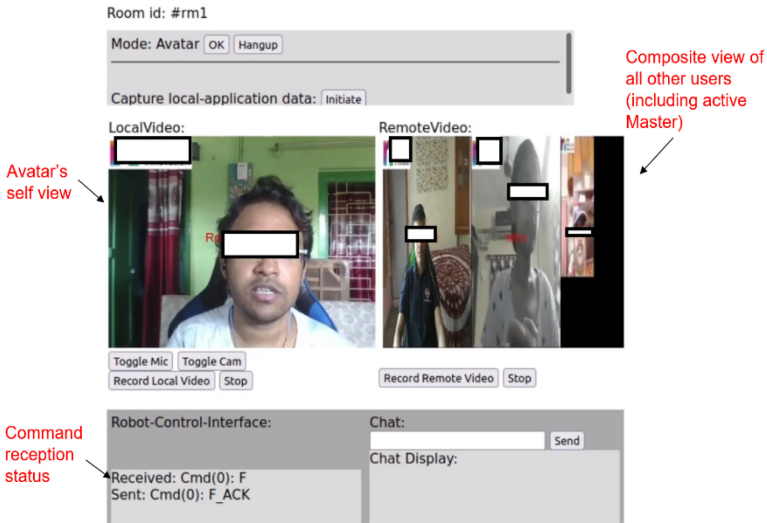 Room id: #rm1
Mode: Avatar OK Hangup
Capture local-application data: Initiate
LocalVideo:
RemoteVideo:
Composite view of
all other users
(including active
Master)
Avatar's
self view
Toggle Mic Toggle Cam
Record Local Video Stop
Record Remote Video Stop
Command
reception
status
Robot-Control-Interface:
Received: Cmd(0): F
Sent: Cmd(0): F_ACK
Chat:
Send
Chat Display: